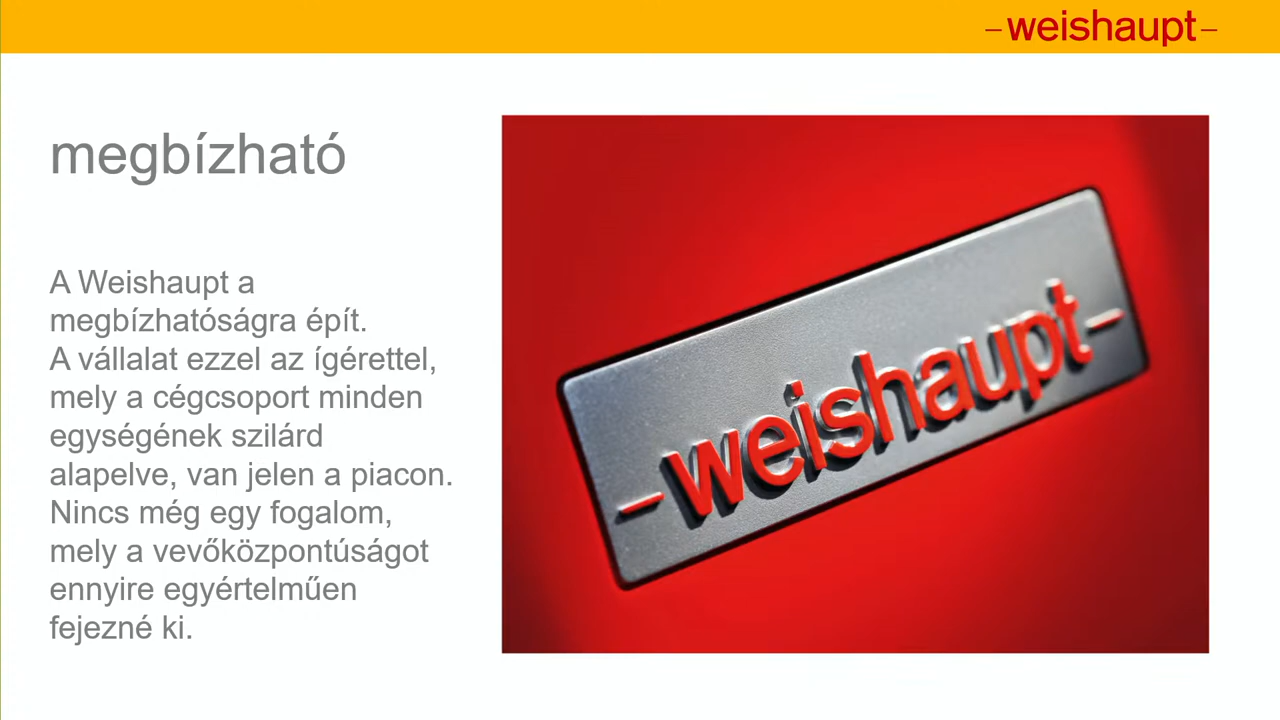 -weishaupt-
megbízható
A Weishaupt a
megbízhatóságra épít.
A vállalat ezzel az ígérettel,
mely a cégcsoport minden
egységének szilárd
alapelve, van jelen a piacon.
Nincs még egy fogalom,
mely a vevőközpontúságot
ennyire egyértelműen
fejezné ki.
-weishaupt-